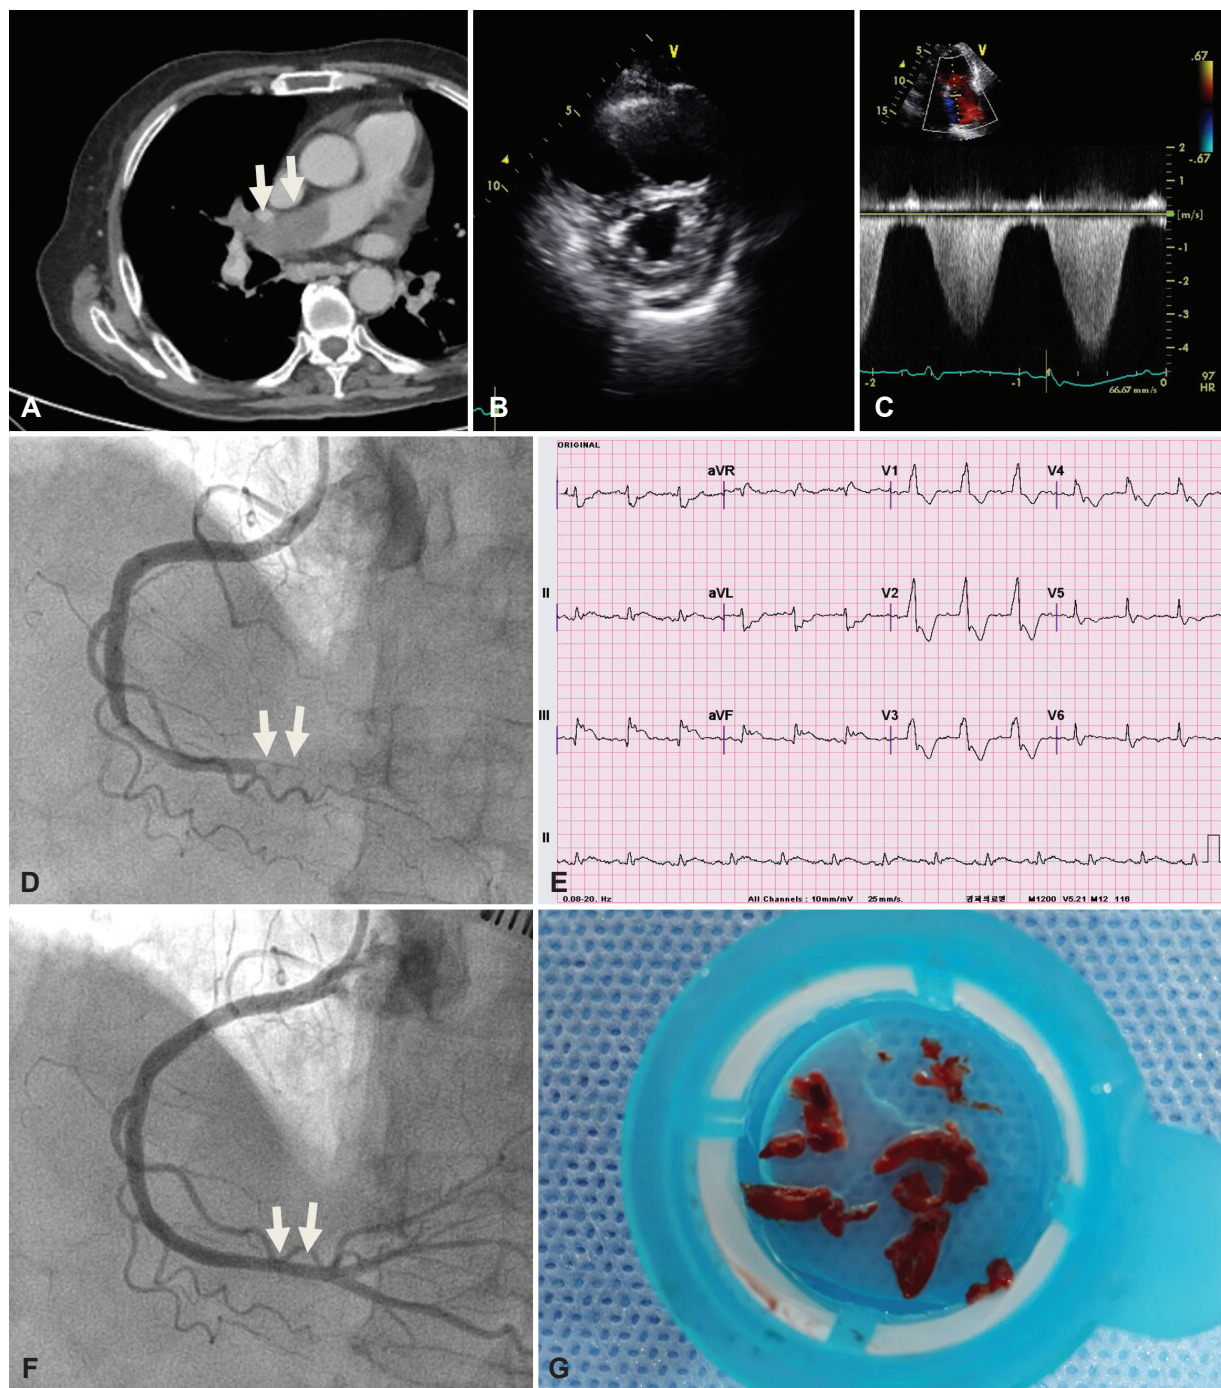 A
V
5
10
B
V
5
10
15
.67
-.67
2
1
[m/s]
-1
-2
-3
-4
-2
-1
0
66.67 mm/s
97
HR
C
D
ORIGINAL
aVR
V1
V4
II
aVL
V2
V5
III
aVF
V3
V6
II
E
0.08-20. Hz
All Channels : 10mm/mV
25 mm/s.
M1200
V5.21
M12
116
F
G